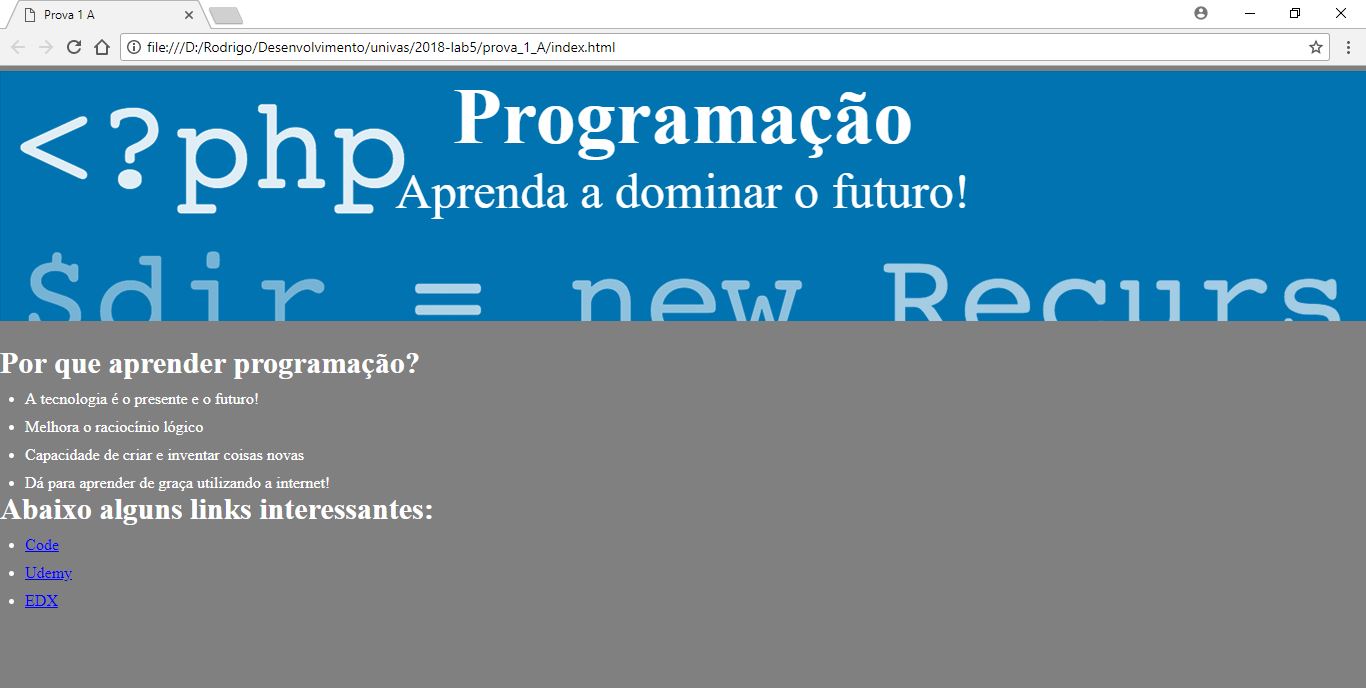 Prova 1 A
file:///D:/Rodrigo/Desenvolvimento/univas/2018-lab5/prova_1_A/index.html
<?php
Programação
Aprenda a dominar o futuro!
$dir = new Recurs
Por que aprender programação?
• A tecnologia é o presente e o futuro!
• Melhora o raciocínio lógico
• Capacidade de criar e inventar coisas novas
• Dá para aprender de graça utilizando a internet!
Abaixo alguns links interessantes:
• Code
• Udemy
• EDX